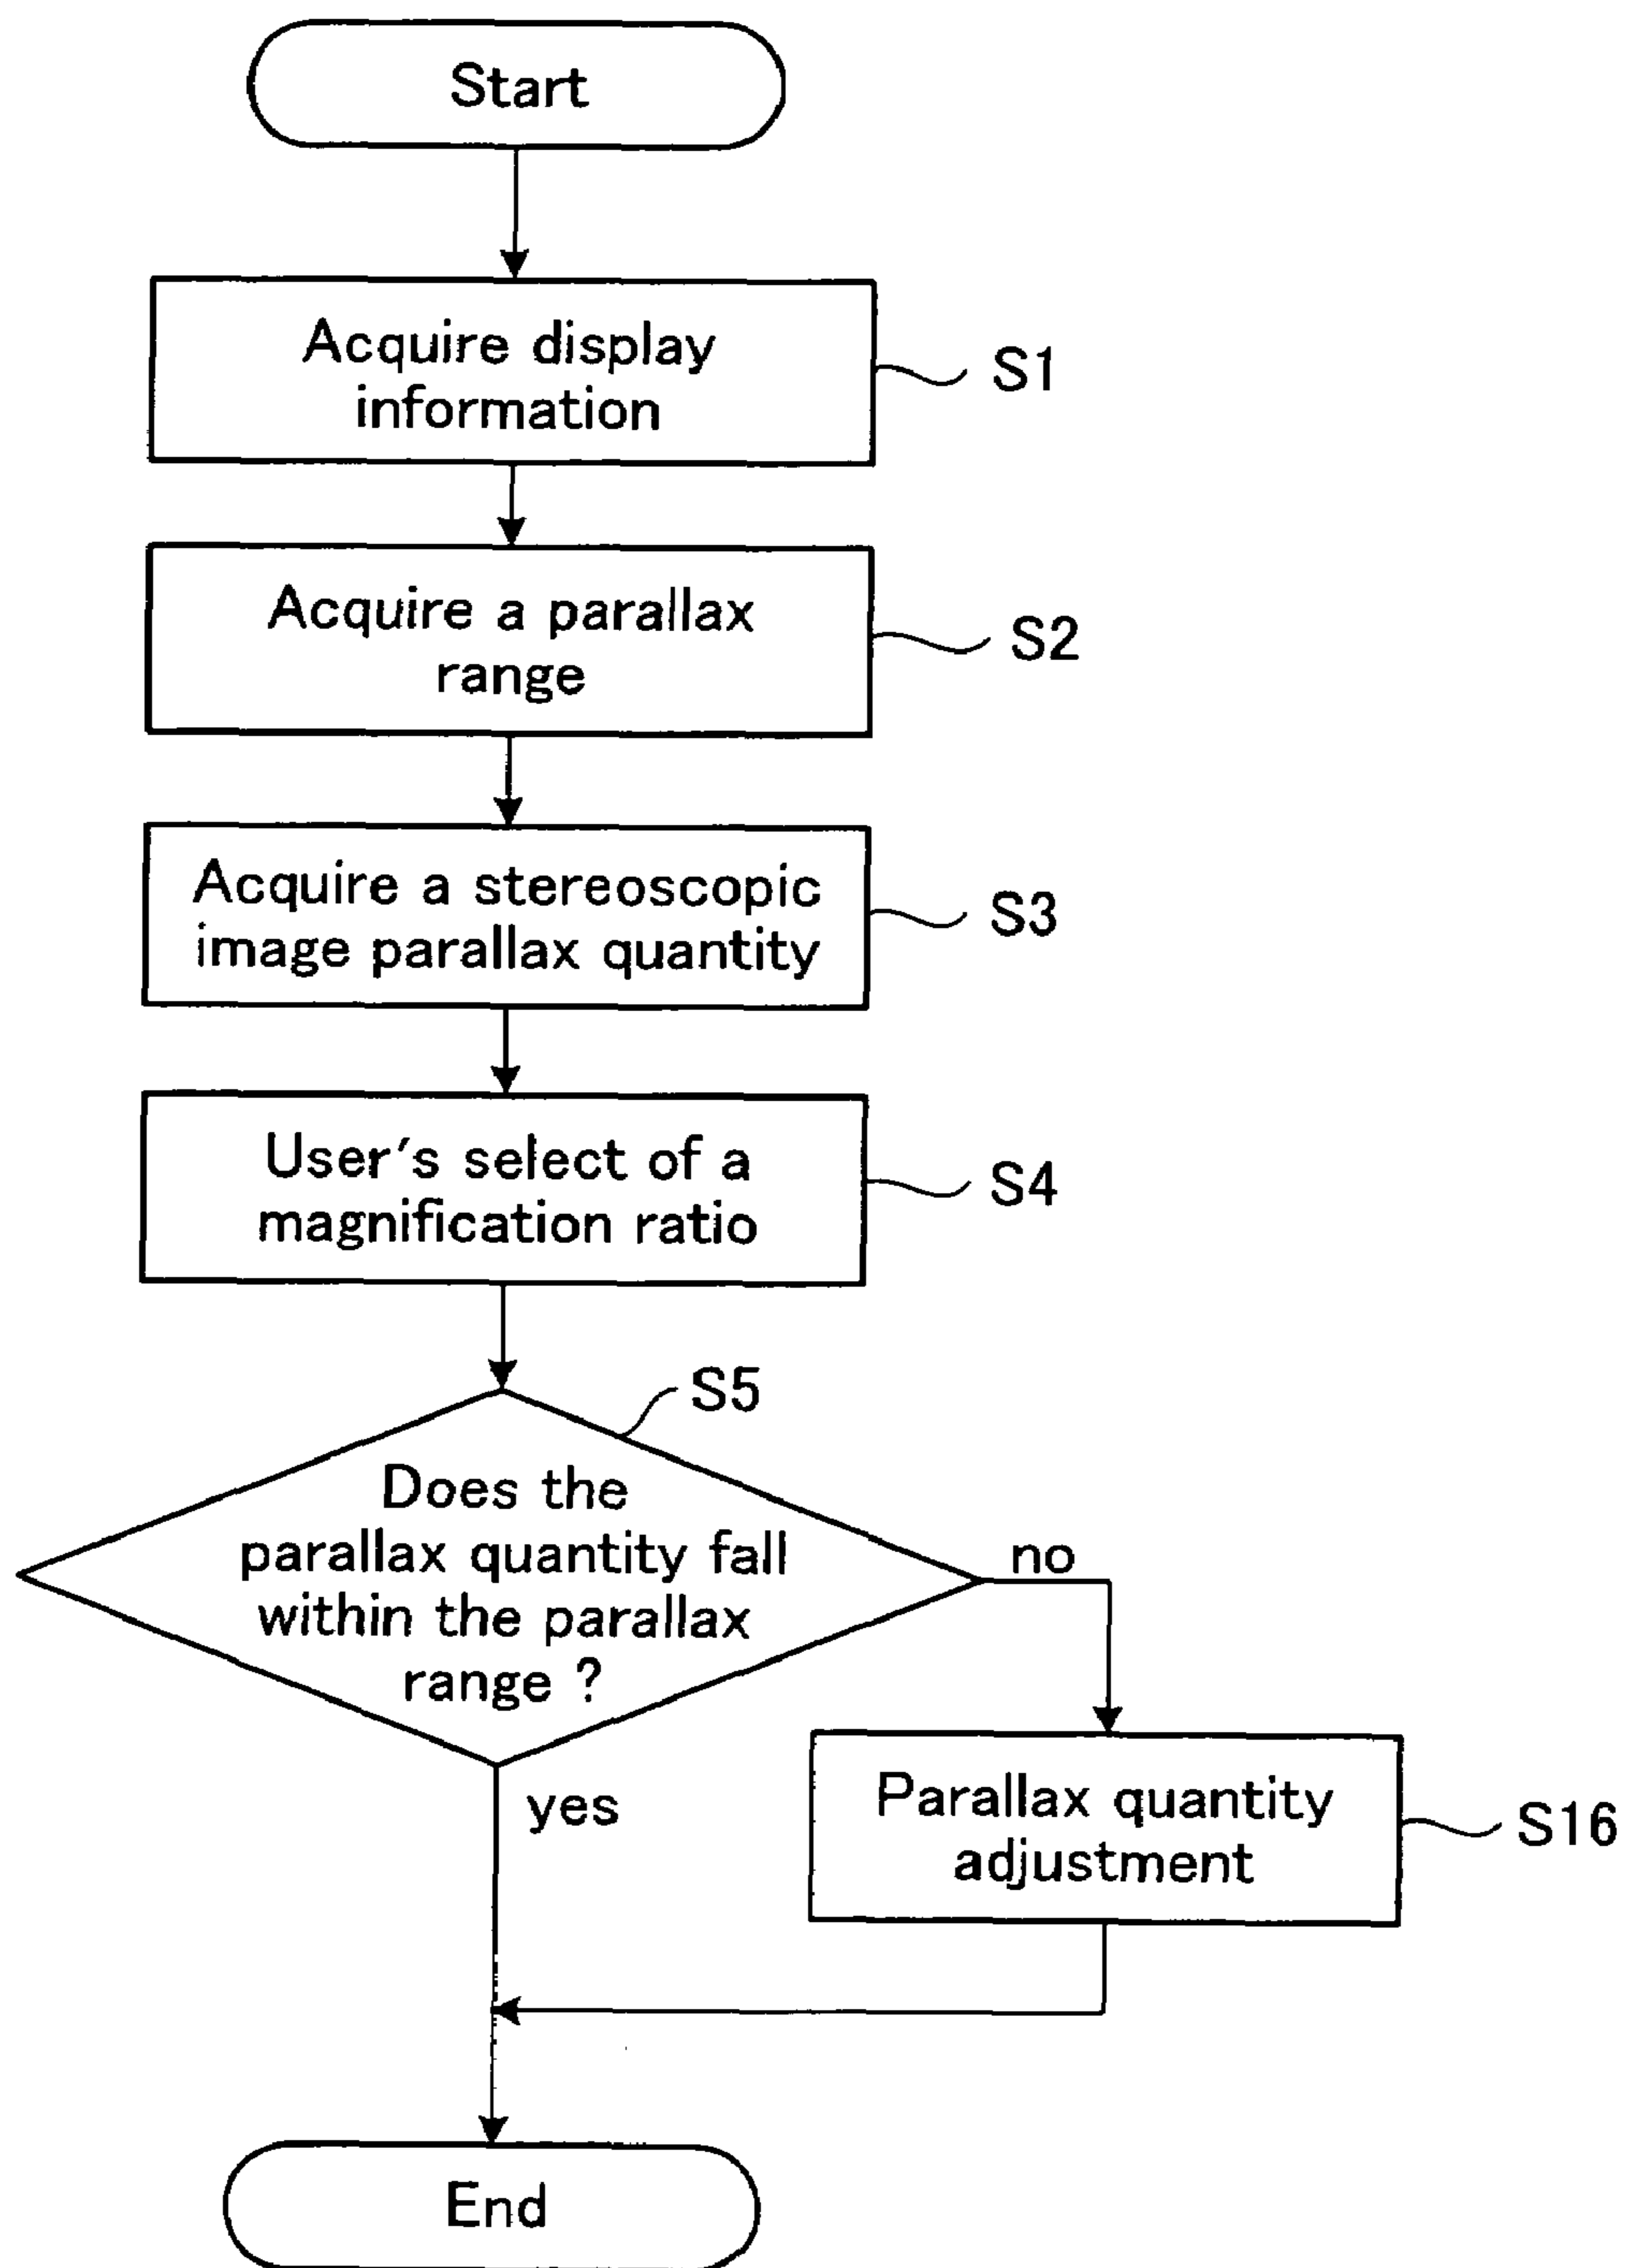 Start
Acquire display
information
S1
Acquire a parallax
range
S2
Acquire a stereoscopic
image parallax quantity
S3
User's select of a
magnification ratio
S4
S5
Does the
parallax quantity fall
within the parallax
range ?
no
yes
Parallax quantity
adjustment
S16
End